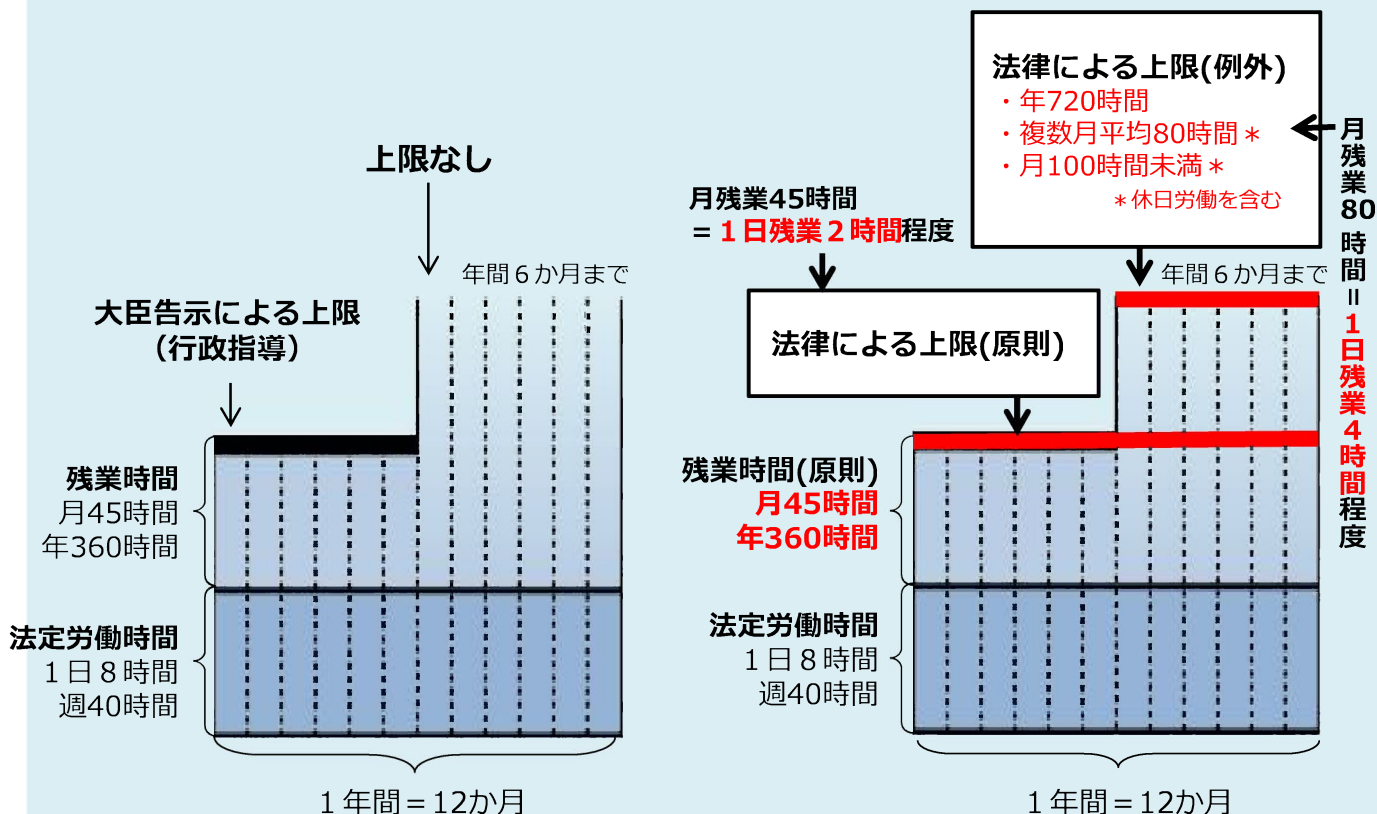 上限なし
年間６か月まで
大臣告示による上限
（行政指導）
残業時間
月45時間
年360時間
法定労働時間
１日８時間
週40時間
１年間＝12か月
法律による上限(例外)
・年720時間
・複数月平均80時間＊
・月100時間未満＊
＊休日労働を含む
月残業80時間＝１日残業４時間程度
月残業45時間
＝１日残業２時間程度
年間６か月まで
法律による上限(原則)
残業時間(原則)
月45時間
年360時間
法定労働時間
１日８時間
週40時間
１年間＝12か月